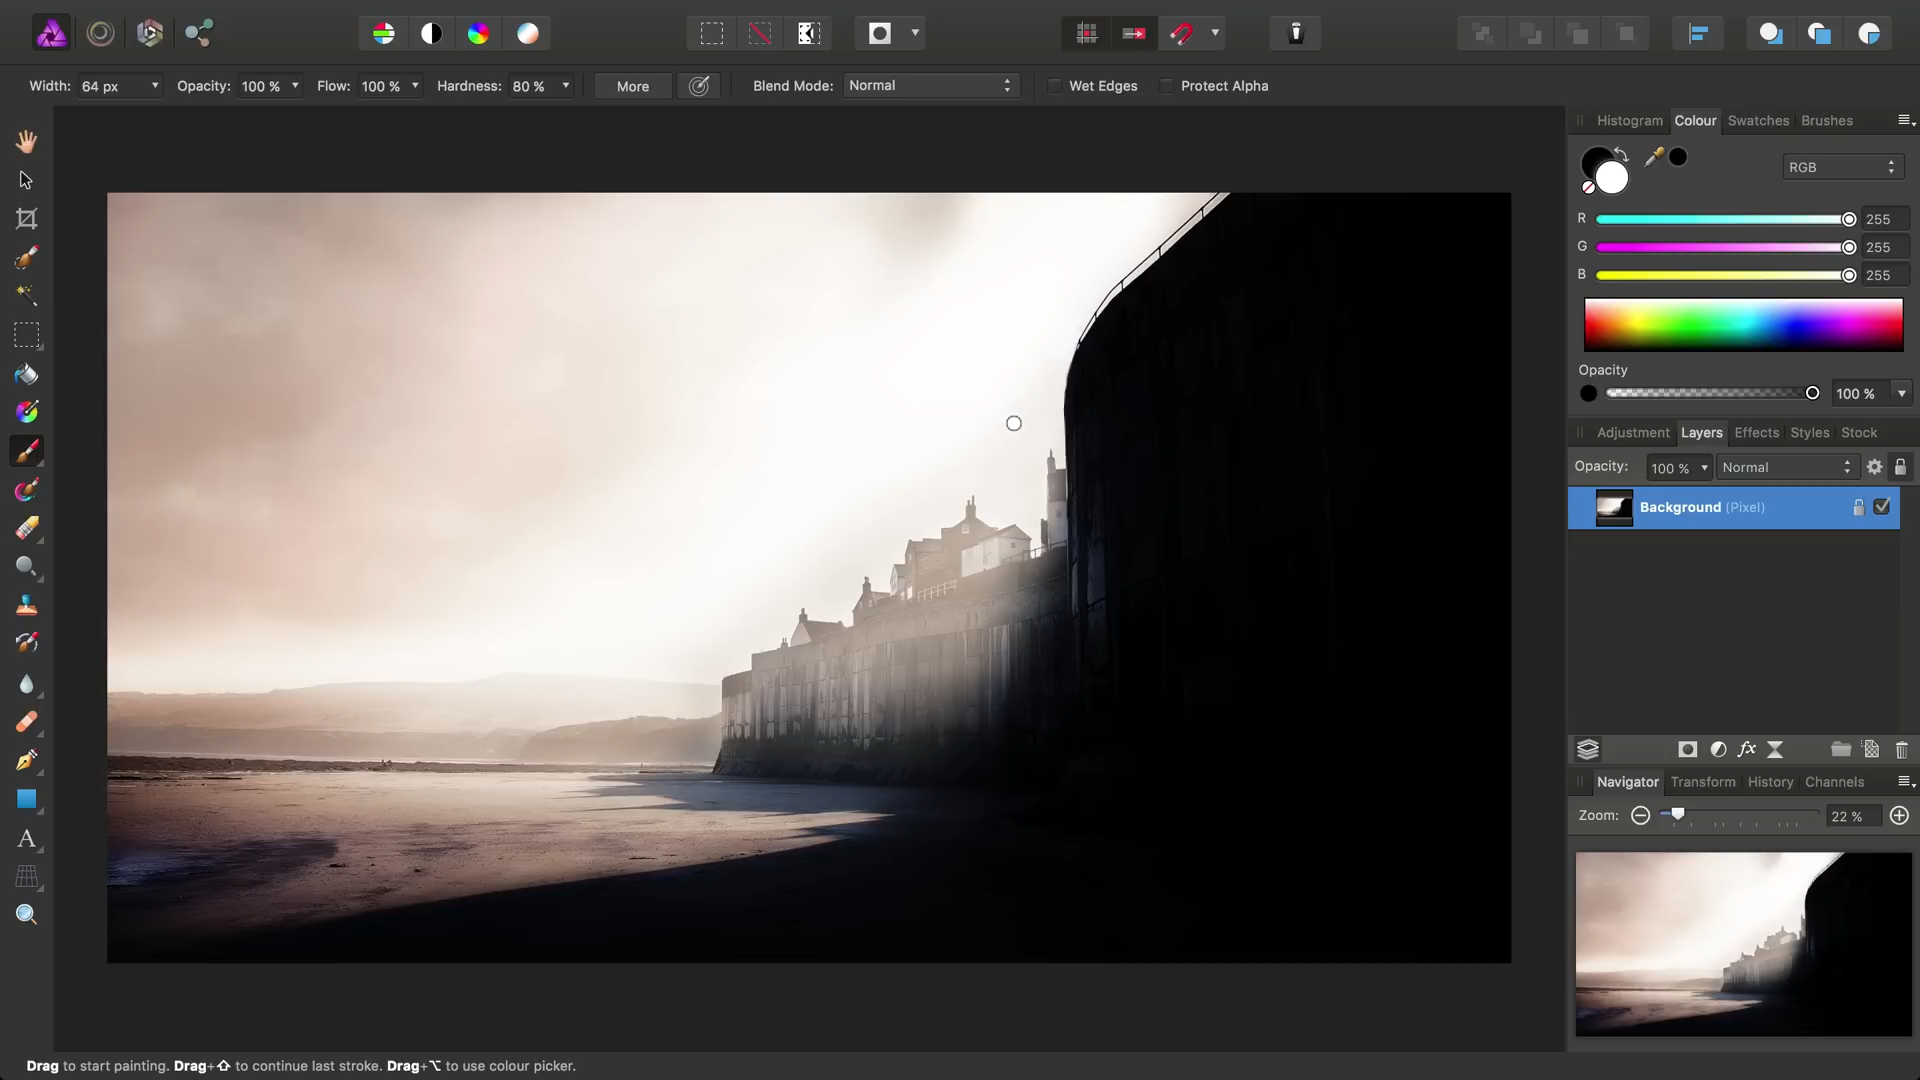 Width: 64 px Opacity: 100 % Flow: 100 % Hardness: 80 % More Blend Mode: Normal Wet Edges Protect Alpha
Histogram Colour Swatches Brushes
RGB
R 255
G 255
B 255
Opacity
100 %
Adjustment Layers Effects Styles Stock
Opacity: 100 % Normal
Background (Pixel)
fx
Navigator Transform History Channels
Zoom: 22 %
A
Drag to start painting. Drag+⇧ to continue last stroke. Drag+⌥ to use colour picker.